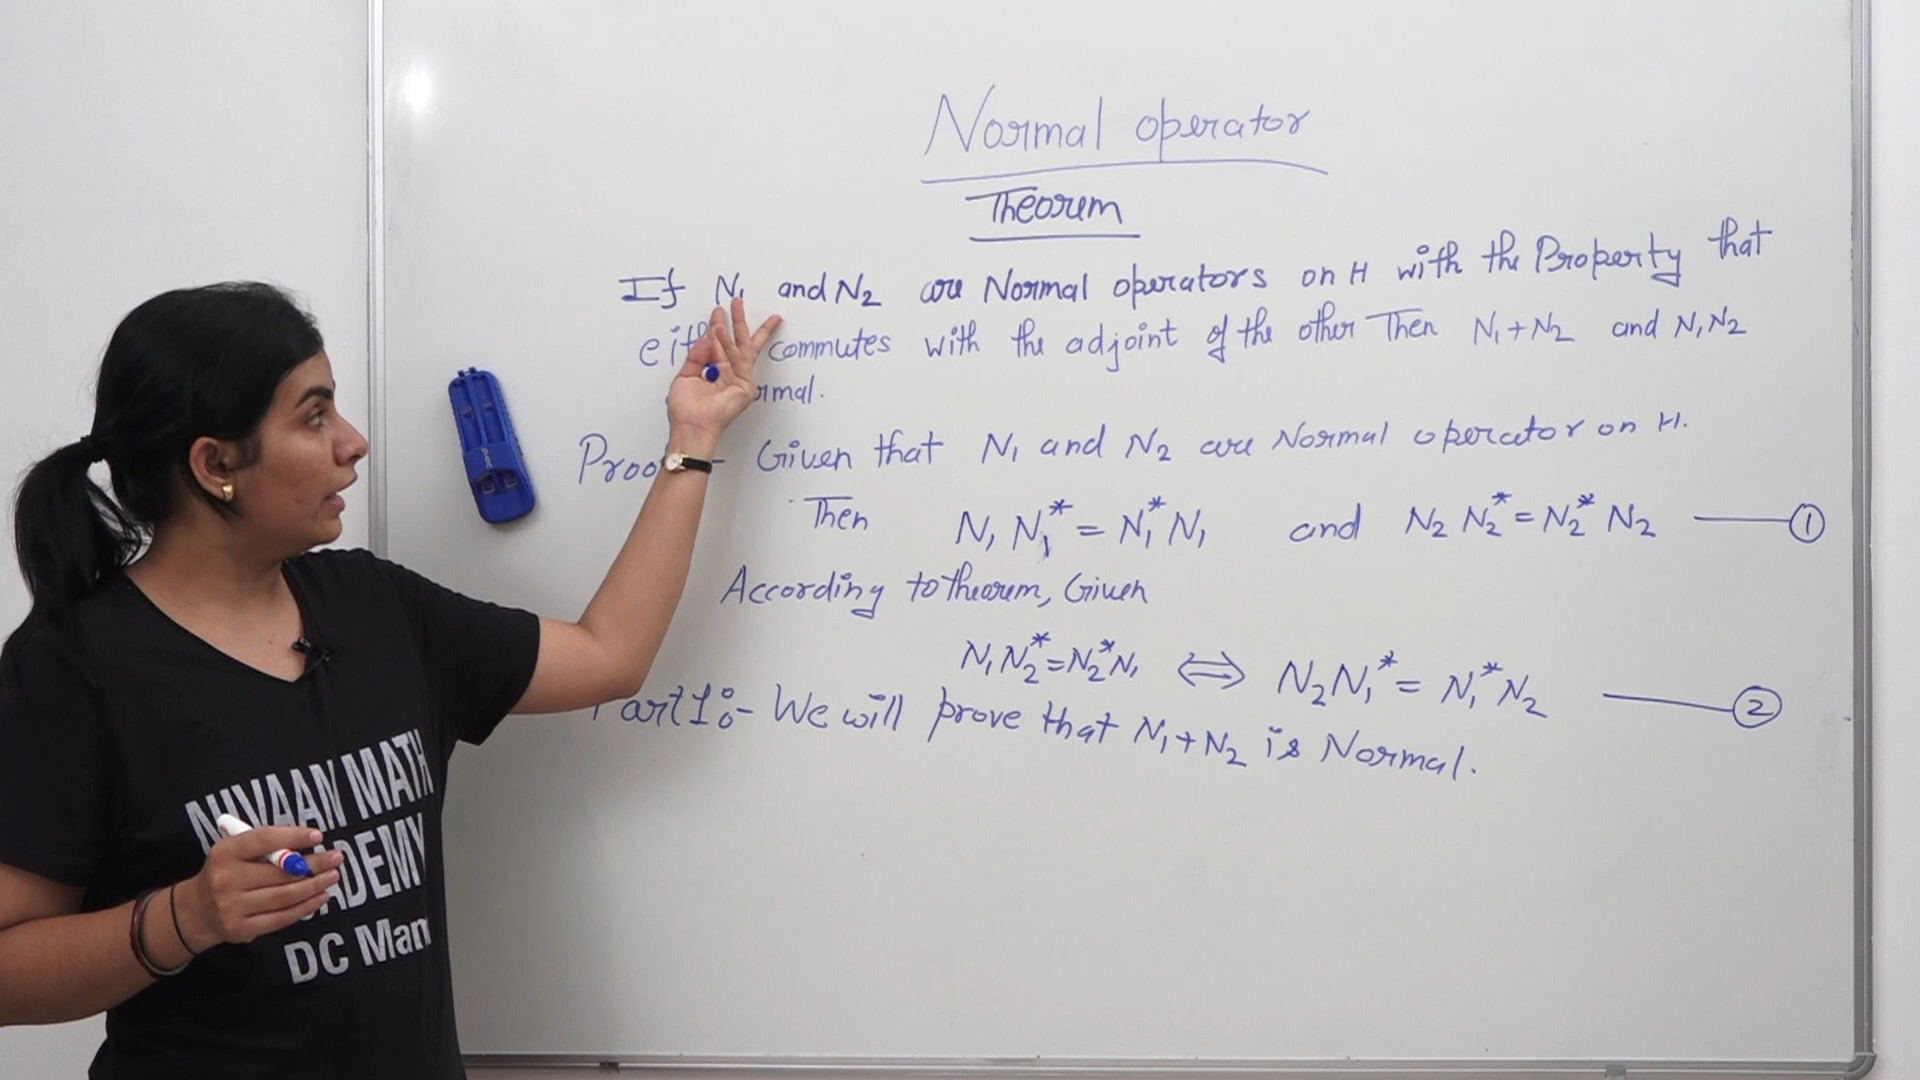 Normal operator
Theorem
If N₁ and N₂ are Normal operators on H with the Property that
commutes with the adjoint of the other Then N₁+N₂ and N₁N₂
Given that N₁ and N₂ are Normal operator on H.
Then N₁N₁* = N₁*N₁ and N₂N₂* = N₂*N₂ ①
According to theorem, Given
N₁N₂* = N₂*N₁ ⇔ N₂N₁* = N₁*N₂ ②
Part 1:- We will prove that N₁+N₂ is Normal.
NIVAAN MATH
DC Mam